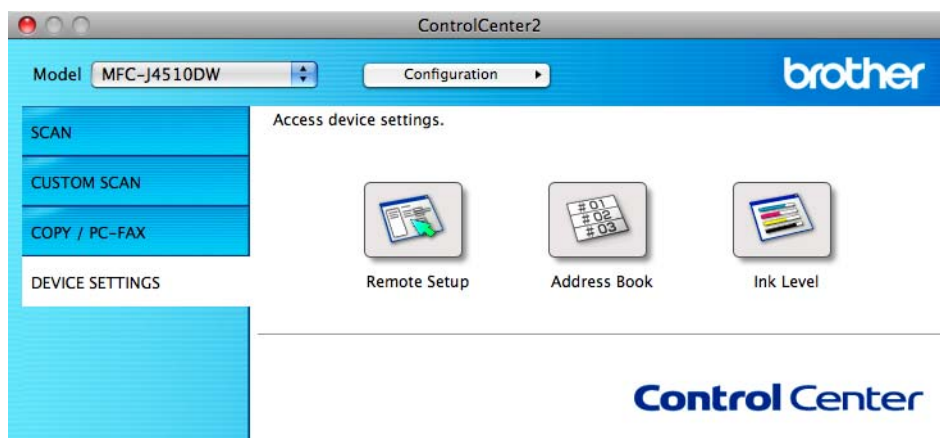 ControlCenter2
Model MFC-J4510DW Configuration brother
SCAN
CUSTOM SCAN
COPY / PC-FAX
DEVICE SETTINGS
Access device settings.
# 01
# 02
# 03
Remote Setup Address Book Ink Level
Control Center